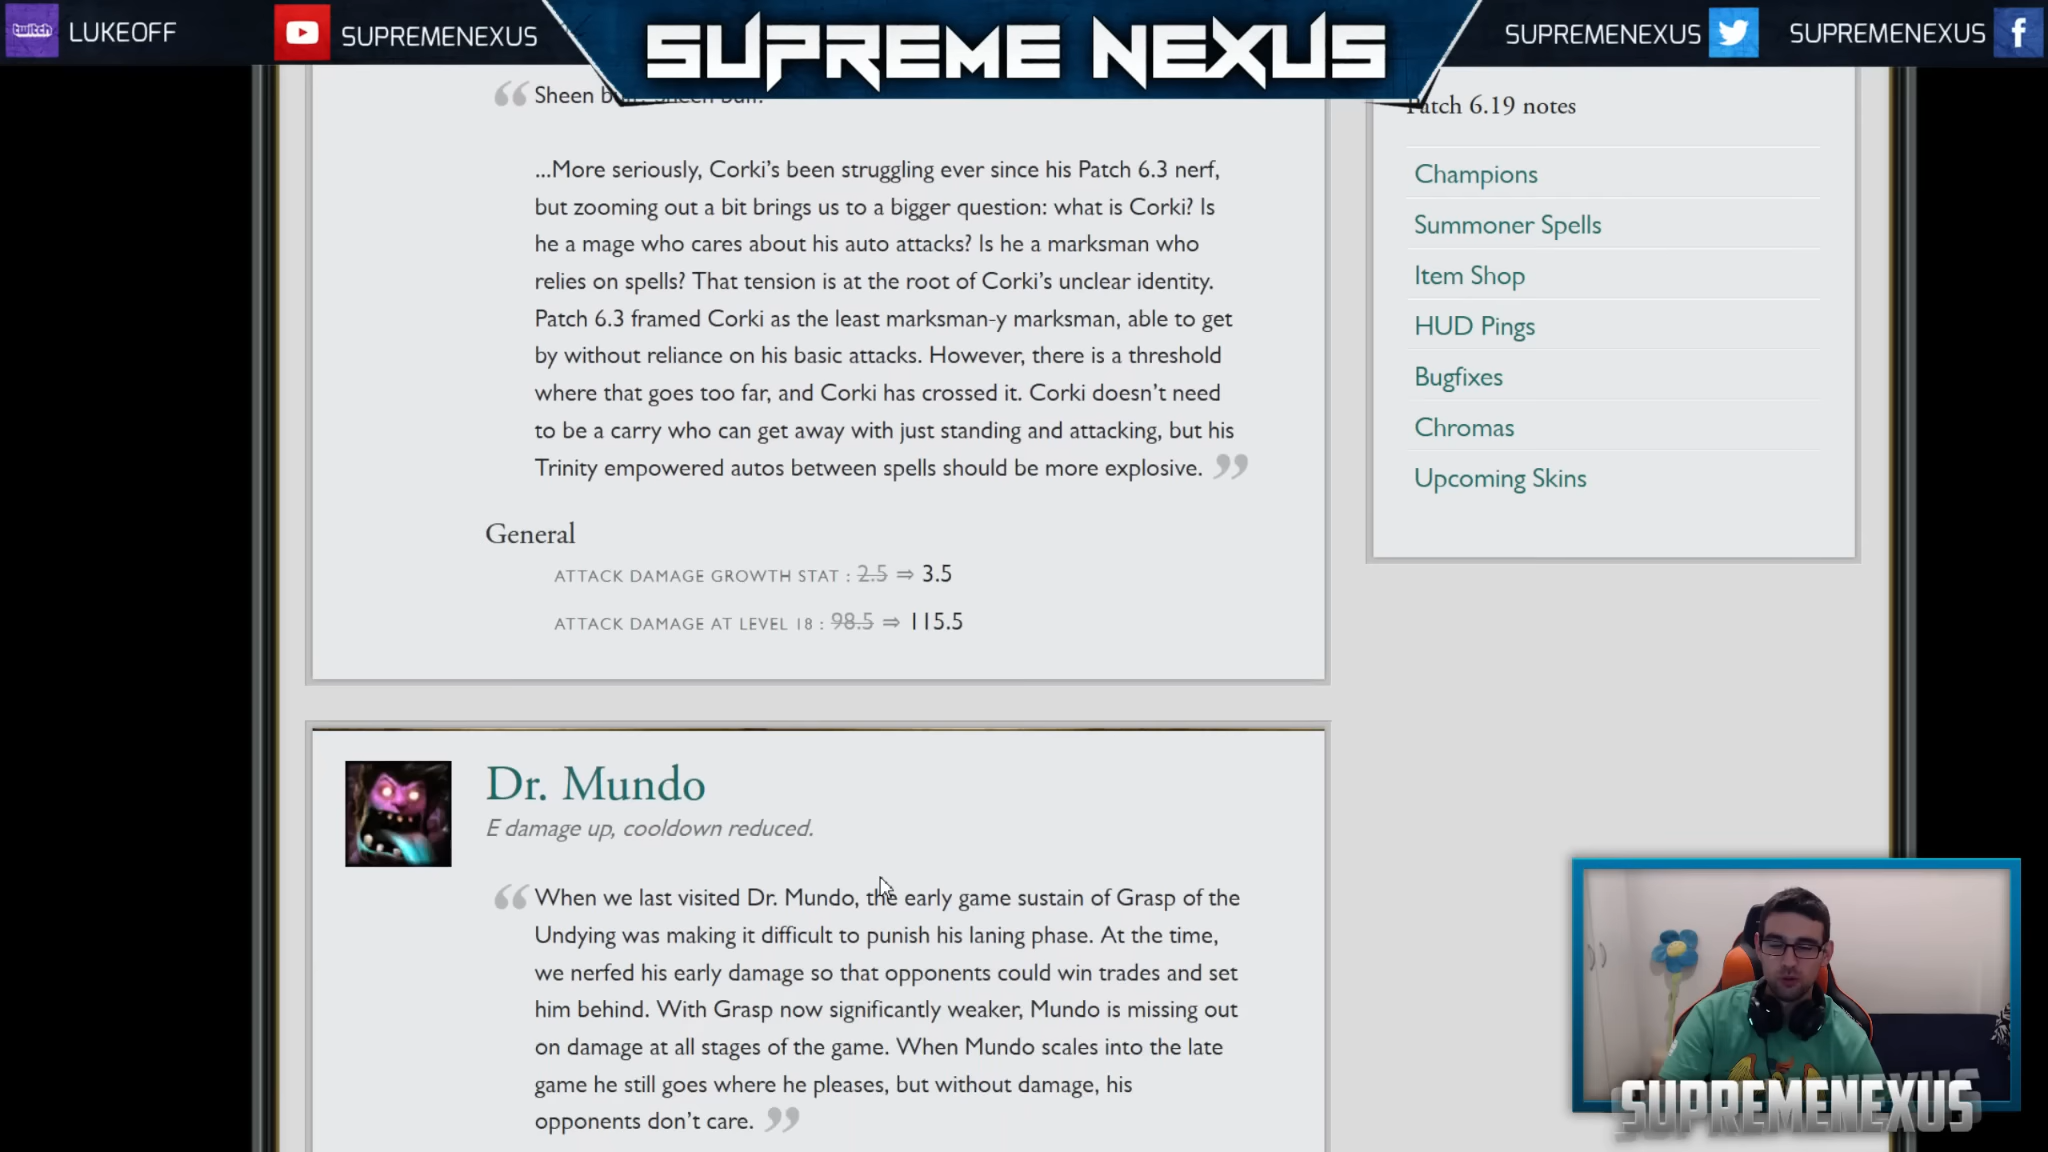 twitch LUKEOFF
SUPREMENEXUS
SUPREME NEXUS
SUPREMENEXUS
SUPREMENEXUS
“ Sheen buff! Sheen buff!
...More seriously, Corki’s been struggling ever since his Patch 6.3 nerf,
but zooming out a bit brings us to a bigger question: what is Corki? Is
he a mage who cares about his auto attacks? Is he a marksman who
relies on spells? That tension is at the root of Corki’s unclear identity.
Patch 6.3 framed Corki as the least marksman-y marksman, able to get
by without reliance on his basic attacks. However, there is a threshold
where that goes too far, and Corki has crossed it. Corki doesn’t need
to be a carry who can get away with just standing and attacking, but his
Trinity empowered autos between spells should be more explosive. ”
General
ATTACK DAMAGE GROWTH STAT : 2.5 ⇒ 3.5
ATTACK DAMAGE AT LEVEL 18 : 98.5 ⇒ 115.5
Dr. Mundo
E damage up, cooldown reduced.
“ When we last visited Dr. Mundo, the early game sustain of Grasp of the
Undying was making it difficult to punish his laning phase. At the time,
we nerfed his early damage so that opponents could win trades and set
him behind. With Grasp now significantly weaker, Mundo is missing out
on damage at all stages of the game. When Mundo scales into the late
game he still goes where he pleases, but without damage, his
opponents don’t care. ”
Patch 6.19 notes
Champions
Summoner Spells
Item Shop
HUD Pings
Bugfixes
Chromas
Upcoming Skins
SUPREMENEXUS